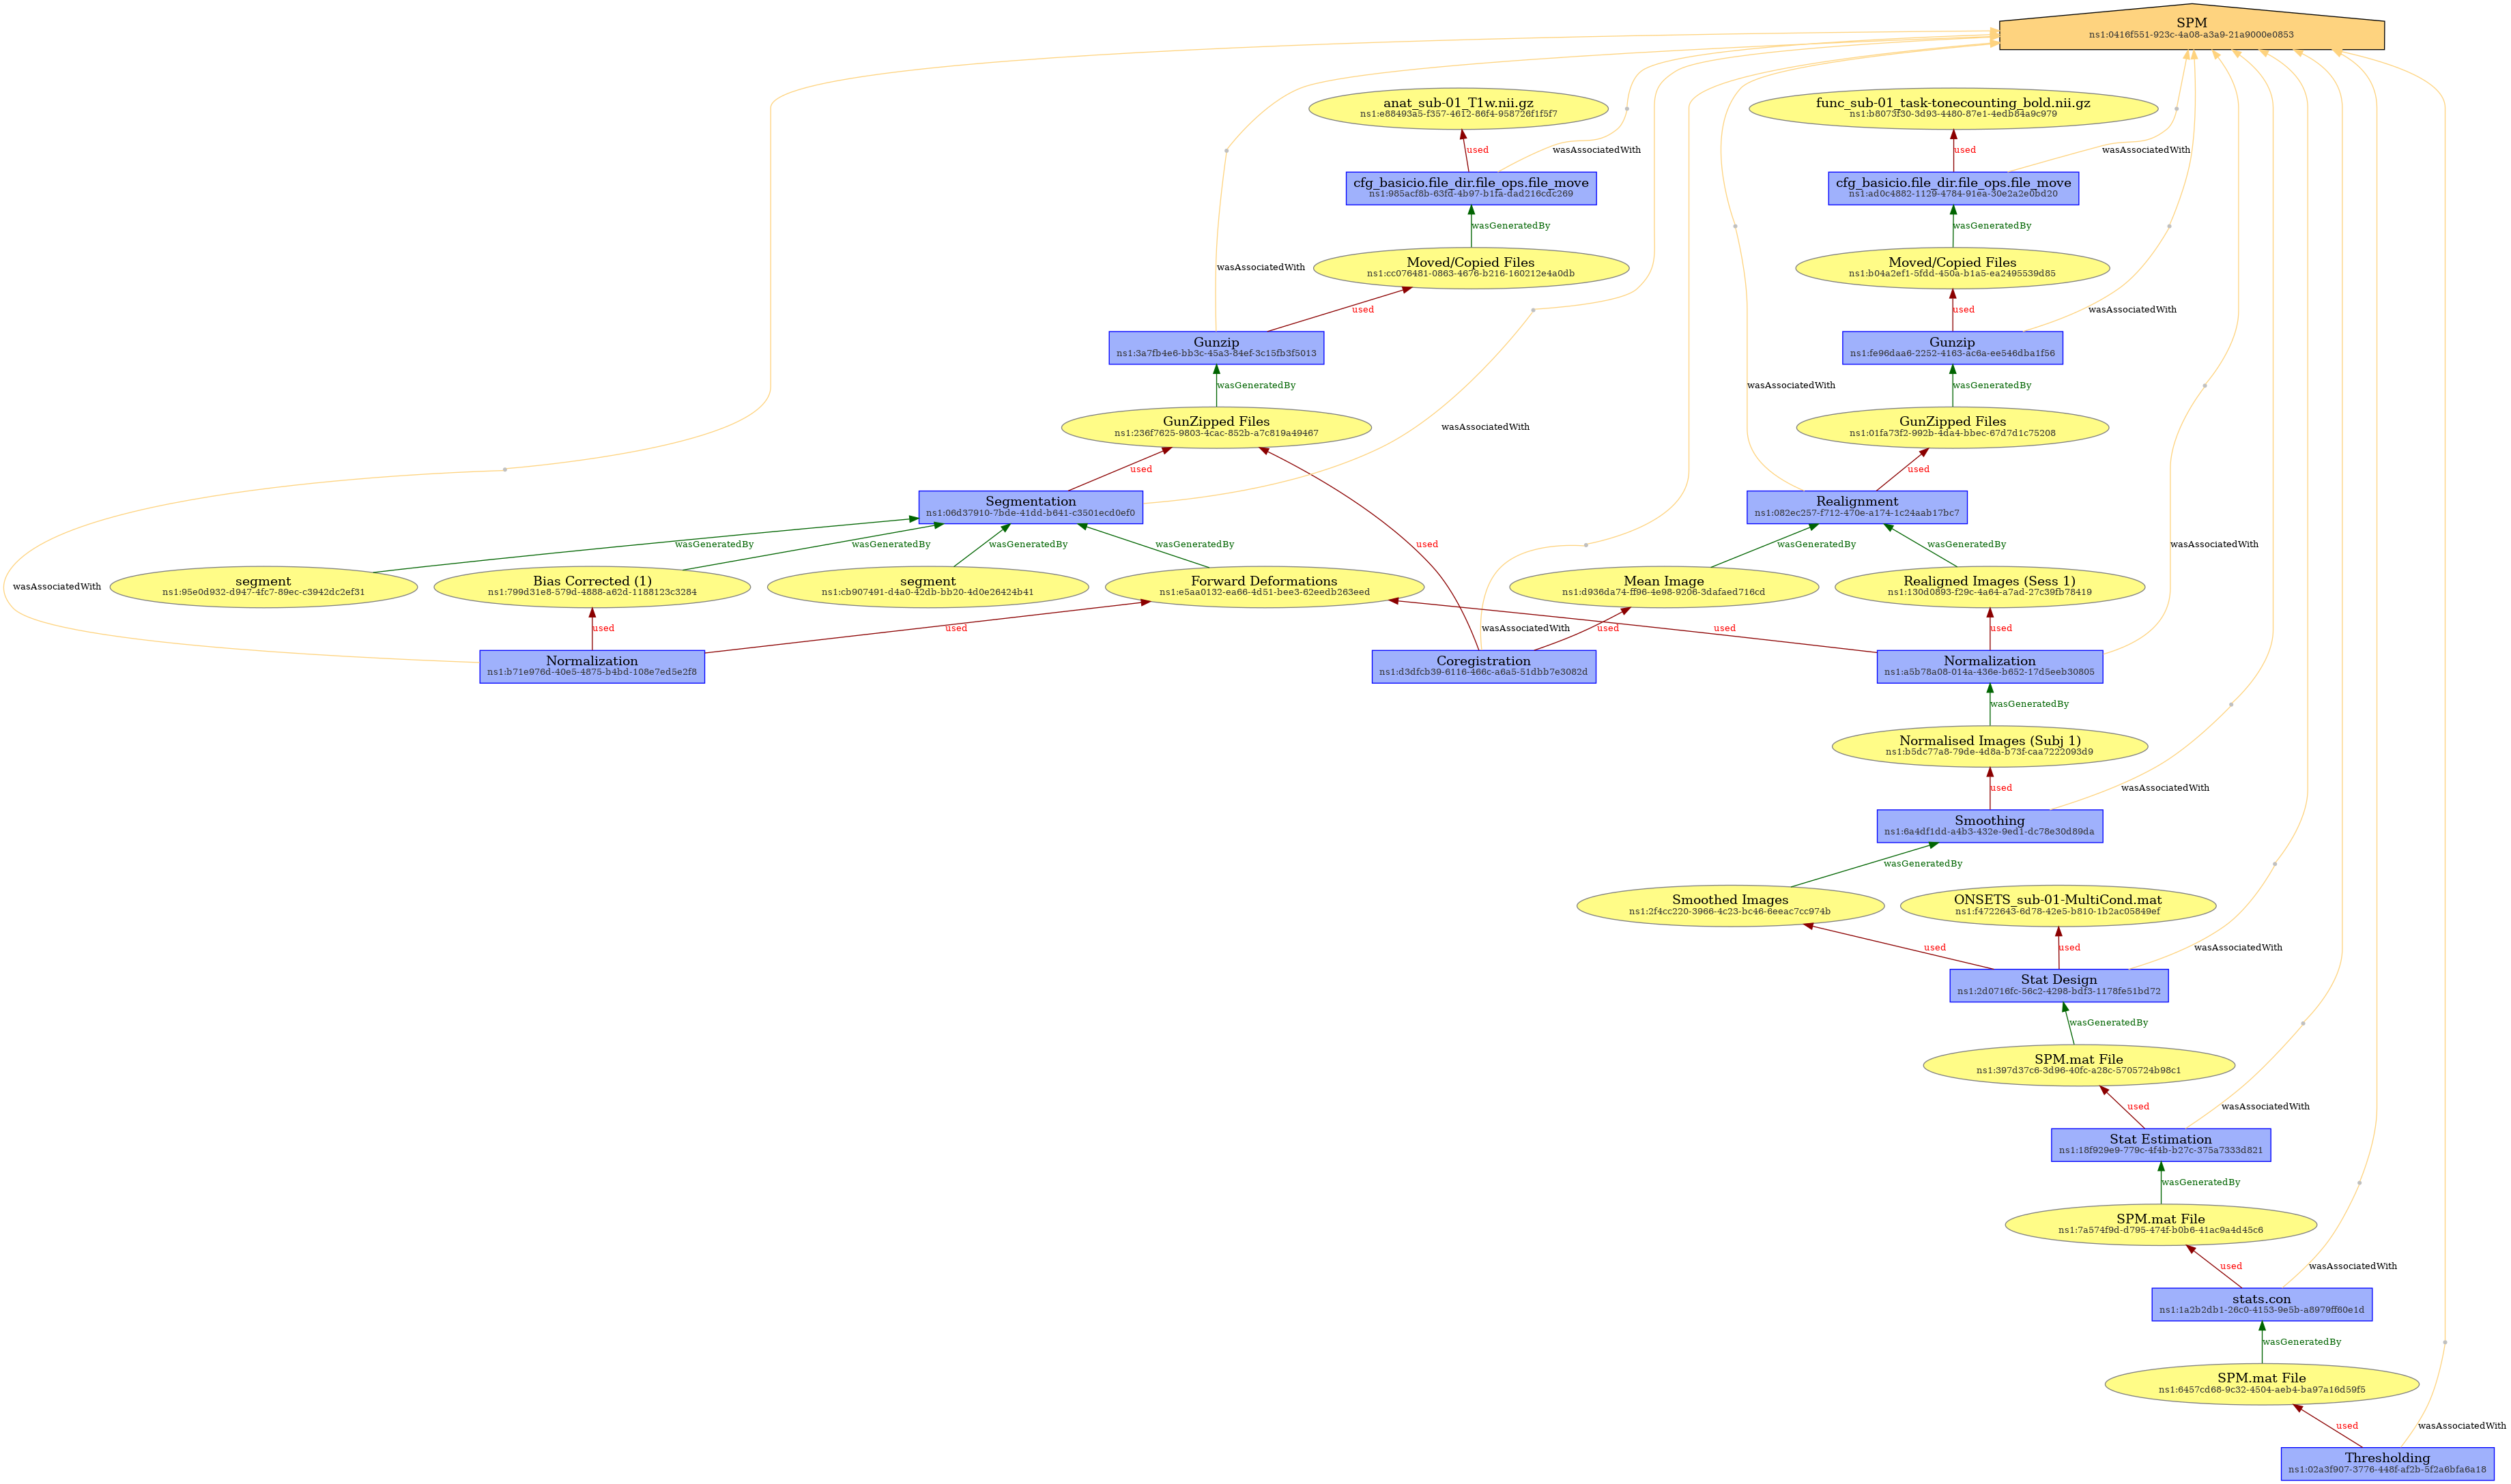 SPM
ns1:0416f551-923c-4a08-a3a9-21a9000e0853
anat_sub-01_T1w.nii.gz
ns1:e88493a5-f357-4612-86f4-958726f1f5f7
func_sub-01_task-tonecounting_bold.nii.gz
ns1:b8073f30-3d93-4480-87e1-4edb84a9c979
used
wasAssociatedWith
used
wasAssociatedWith
cfg_basicio.file_dir.file_ops.file_move
ns1:985acf8b-63fd-4b97-b1fa-dad216cdc269
cfg_basicio.file_dir.file_ops.file_move
ns1:ad0c4882-1129-4784-91ea-30e2a2e0bd20
wasGeneratedBy
wasGeneratedBy
wasAssociatedWith
Moved/Copied Files
ns1:cc076481-0863-4676-b216-160212e4a0db
Moved/Copied Files
ns1:b04a2ef1-5fdd-450a-b1a5-ea2495539d85
used
used
wasAssociatedWith
Gunzip
ns1:3a7fb4e6-bb3c-45a3-84ef-3c15fb3f5013
Gunzip
ns1:fe96daa6-2252-4163-ac6a-ee546dba1f56
wasGeneratedBy
wasAssociatedWith
wasGeneratedBy
GunZipped Files
ns1:236f7625-9803-4cac-852b-a7c819a49467
wasAssociatedWith
GunZipped Files
ns1:01fa73f2-992b-4da4-bbec-67d7d1c75208
used
used
Segmentation
ns1:06d37910-7bde-41dd-b641-c3501ecd0ef0
Realignment
ns1:082ec257-f712-470e-a174-1c24aab17bc7
wasGeneratedBy
wasGeneratedBy
wasGeneratedBy
wasGeneratedBy
used
wasGeneratedBy
wasGeneratedBy
wasAssociatedWith
wasAssociatedWith
segment
ns1:95e0d932-d947-4fc7-89ec-c3942dc2ef31
Bias Corrected (1)
ns1:799d31e8-579d-4888-a62d-1188123c3284
segment
ns1:cb907491-d4a0-42db-bb20-4d0e26424b41
Forward Deformations
ns1:e5aa0132-ea66-4d51-bee3-62eedb263eed
Mean Image
ns1:d936da74-ff96-4e98-9206-3dafaed716cd
Realigned Images (Sess 1)
ns1:130d0893-f29c-4a64-a7ad-27c39fb78419
used
used
wasAssociatedWith
used
used
used
Normalization
ns1:b71e976d-40e5-4875-b4bd-108e7ed5e2f8
Coregistration
ns1:d3dfcb39-6116-466c-a6a5-51dbb7e3082d
Normalization
ns1:a5b78a08-014a-436e-b652-17d5eeb30805
wasGeneratedBy
Normalised Images (Subj 1)
ns1:b5dc77a8-79de-4d8a-b73f-caa7222093d9
used
wasAssociatedWith
Smoothing
ns1:6a4df1dd-a4b3-432e-9ed1-dc78e30d89da
wasGeneratedBy
Smoothed Images
ns1:2f4cc220-3966-4c23-bc46-6eeac7cc974b
ONSETS_sub-01-MultiCond.mat
ns1:f4722643-6d78-42e5-b810-1b2ac05849ef
used
used
wasAssociatedWith
Stat Design
ns1:2d0716fc-56c2-4298-bdf3-1178fe51bd72
wasGeneratedBy
SPM.mat File
ns1:397d37c6-3d96-40fc-a28c-5705724b98c1
used
wasAssociatedWith
Stat Estimation
ns1:18f929e9-779c-4f4b-b27c-375a7333d821
wasGeneratedBy
SPM.mat File
ns1:7a574f9d-d795-474f-b0b6-41ac9a4d45c6
used
wasAssociatedWith
stats.con
ns1:1a2b2db1-26c0-4153-9e5b-a8979ff60e1d
wasGeneratedBy
SPM.mat File
ns1:6457cd68-9c32-4504-aeb4-ba97a16d59f5
used
wasAssociatedWith
Thresholding
ns1:02a3f907-3776-448f-af2b-5f2a6bfa6a18